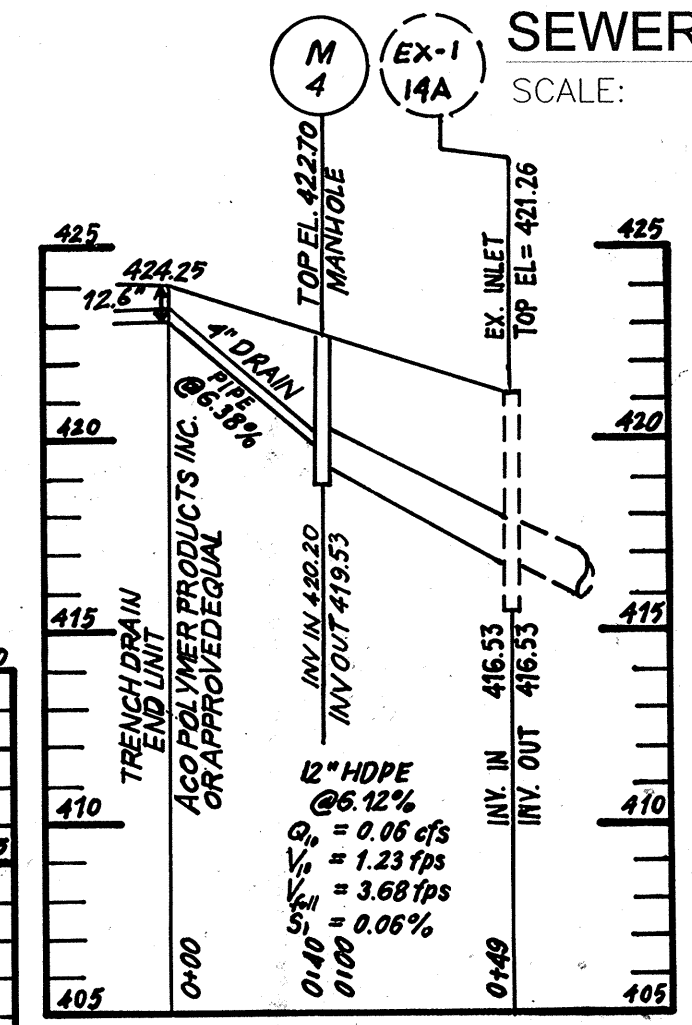 SEWER
SCALE:
M
4
EX-1
14A
TOP EL. 422.70
MANHOLE
EX. INLET
TOP EL= 421.26
425
425
424.25
12.6"
4" DRAIN
PIPE
@6.38%
420
420
TRENCH DRAIN
END UNIT
ACO POLYMER PRODUCTS INC.
OR APPROVED EQUAL
INV IN 420.20
INV OUT 419.53
415
415
INV. IN 416.53
INV. OUT 416.53
12" HDPE
@6.12%
Q10 = 0.06 cfs
V10 = 1.23 fps
Vfull = 3.68 fps
S1 = 0.06%
410
410
0+00
0+40
0+00
0+49
405
405